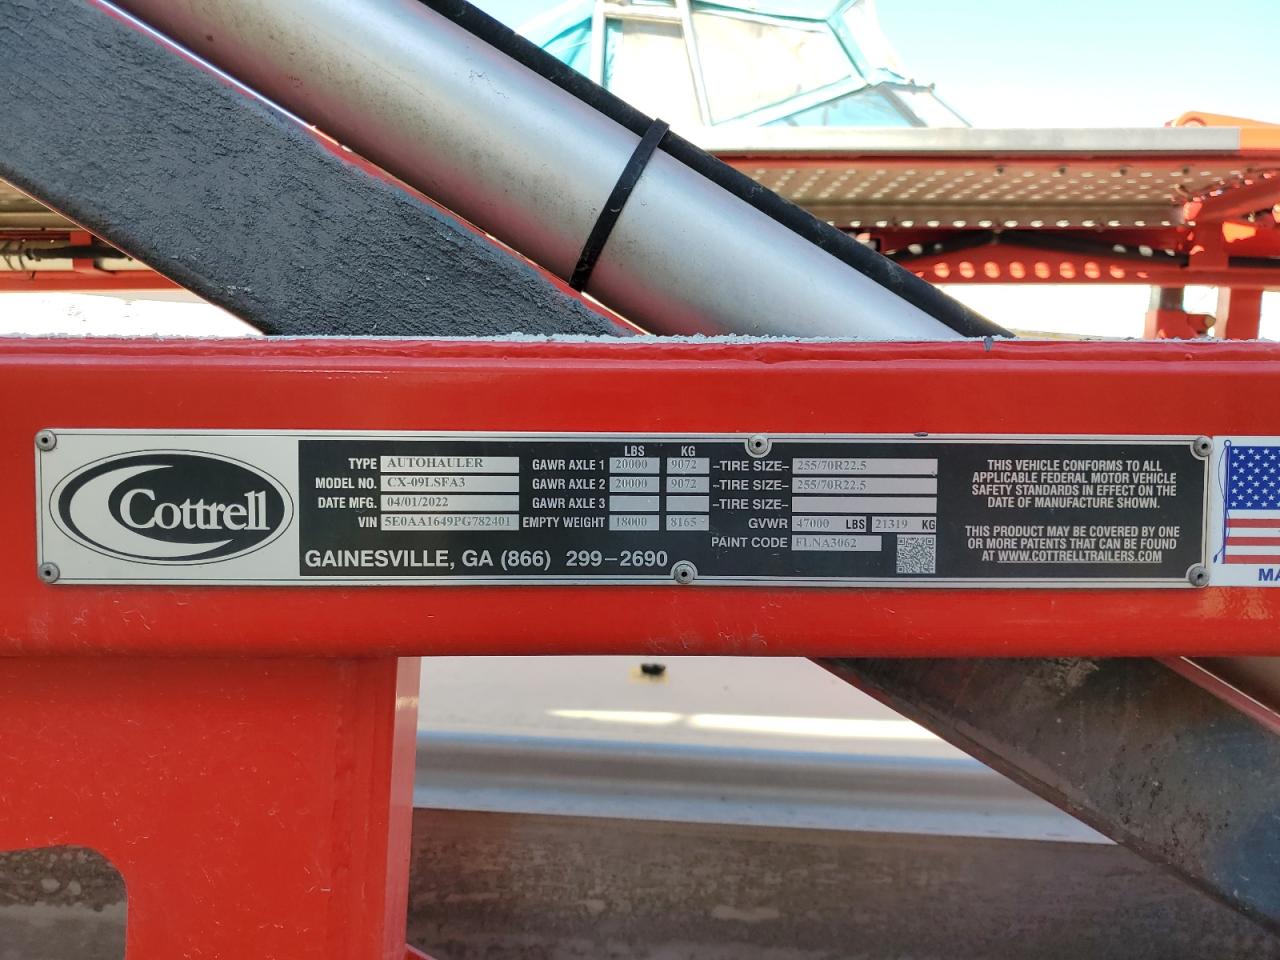 Cottrell
LBS KG
TYPE AUTOHAULER GAWR AXLE 1 20000 9072 -TIRE SIZE- 255/70R22.5
MODEL NO. CX-09LSFA3 GAWR AXLE 2 20000 9072 -TIRE SIZE- 255/70R22.5
DATE MFG. 04/01/2022 GAWR AXLE 3 -TIRE SIZE-
VIN 5E0AA1649PG782401 EMPTY WEIGHT 18000 8165 GVWR 47000 LBS 21319 KG
PAINT CODE FLNA3062
GAINESVILLE, GA (866) 299-2690
THIS VEHICLE CONFORMS TO ALL
APPLICABLE FEDERAL MOTOR VEHICLE
SAFETY STANDARDS IN EFFECT ON THE
DATE OF MANUFACTURE SHOWN.
THIS PRODUCT MAY BE COVERED BY ONE
OR MORE PATENTS THAT CAN BE FOUND
AT WWW.COTTRELLTRAILERS.COM
MA